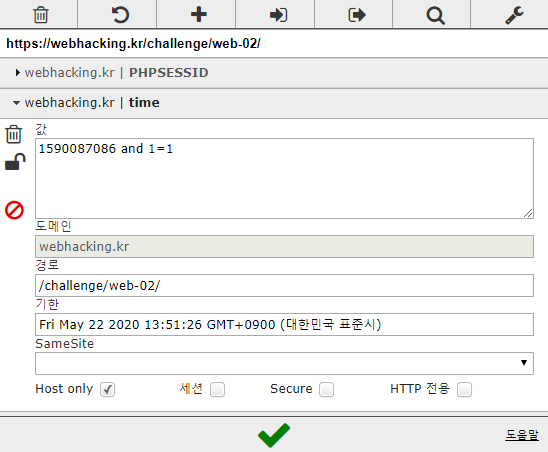 https://webhacking.kr/challenge/web-02/
webhacking.kr | PHPSESSID
webhacking.kr | time
값
1590087086 and 1=1
도메인
webhacking.kr
경로
/challenge/web-02/
기한
Fri May 22 2020 13:51:26 GMT+0900 (대한민국 표준시)
SameSite
Host only 세션 Secure HTTP 전용
도움말